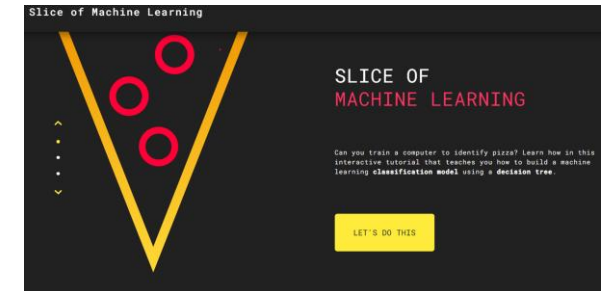 Slice of Machine Learning
SLICE OF
MACHINE LEARNING
Can you train a computer to identify pizza? Learn how in this
interactive tutorial that teaches you how to build a machine
learning classification model using a decision tree.
LET'S DO THIS